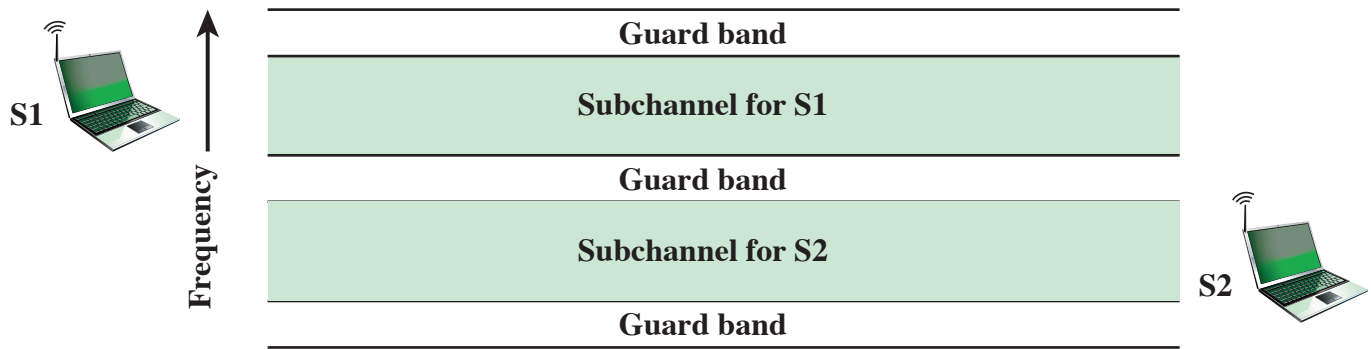 Guard band
S1
Subchannel for S1
Frequency
Guard band
Subchannel for S2
S2
Guard band